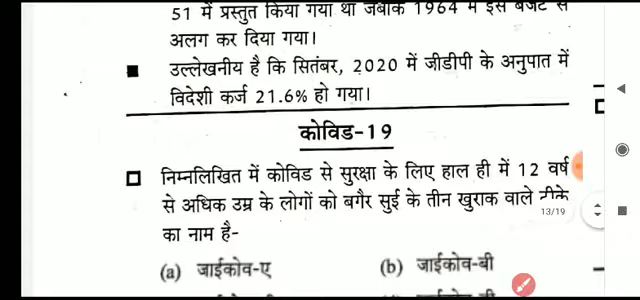 51 में प्रस्तुत किया गया था जबकि 1964 में इसे बजट से
अलग कर दिया गया।
■ उल्लेखनीय है कि सितंबर, 2020 में जीडीपी के अनुपात में
विदेशी कर्ज 21.6% हो गया।
कोविड-19
□ निम्नलिखित में कोविड से सुरक्षा के लिए हाल ही में 12 वर्ष
से अधिक उम्र के लोगों को बगैर सुई के तीन खुराक वाले टीके
13/19
का नाम है-
(a) जाईकोव-ए (b) जाईकोव-बी